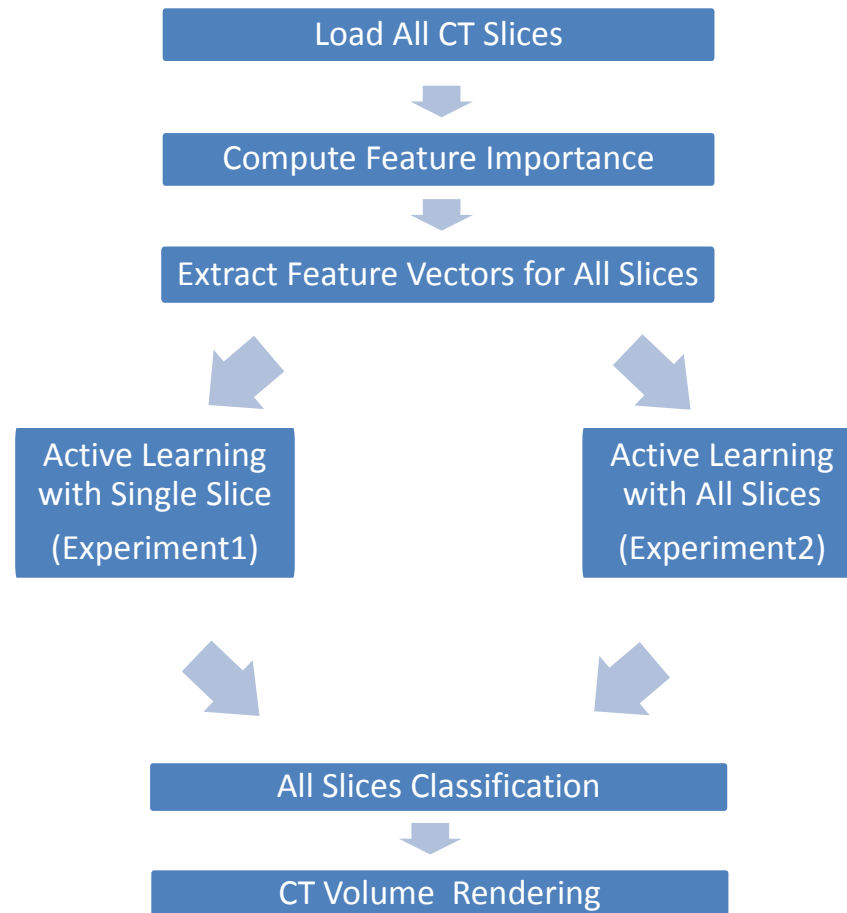 Load All CT Slices
Compute Feature Importance
Extract Feature Vectors for All Slices
Active Learning
with Single Slice
(Experiment1)
Active Learning
with All Slices
(Experiment2)
All Slices Classification
CT Volume Rendering